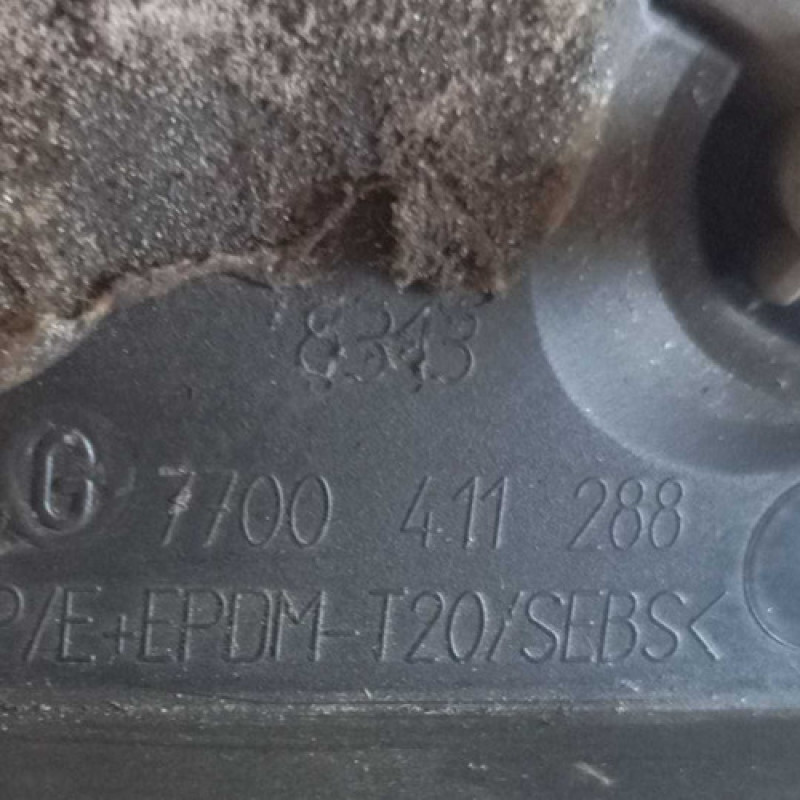 8343
G 7700 411 288
P/E+EPDM-T20/SEBS<